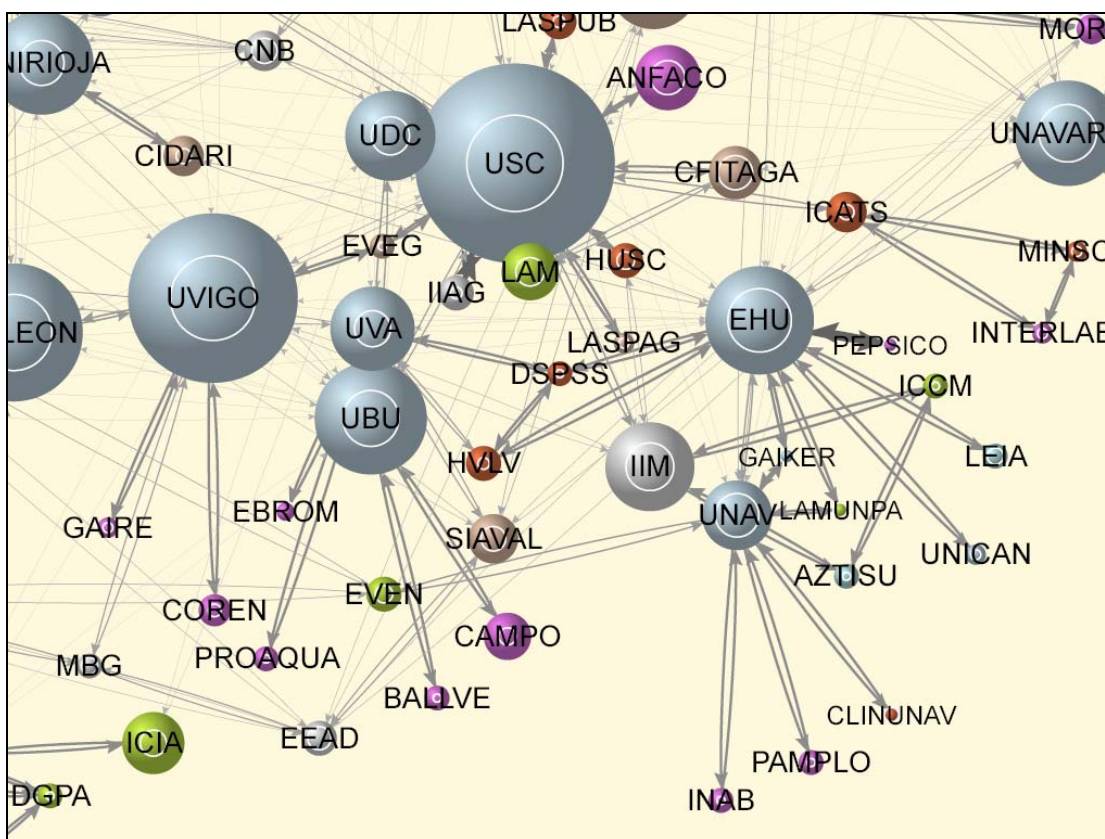 LASPUB
MOR
CNB
NIRIOJA
ANFACO
UDC
UNAVAR
CIDARI
USC
CFITAGA
ICATS
EVEG
LAM
HUSC
MINSC
UVIGO
IIAG
LEON
UVA
EHU
INTERLAB
LASPAG
PEPSICO
DSPSS
ICOM
UBU
HVLV
IIM
GAIKER
LEIA
EBROM
UNAV
LAMUNPA
GAIRE
SIAVAL
UNICAN
AZTISU
EVEN
COREN
CAMPO
PROAQUA
MBG
BALLVE
CLINUNAV
ICIA
EEAD
PAMPLO
DGPA
INAB